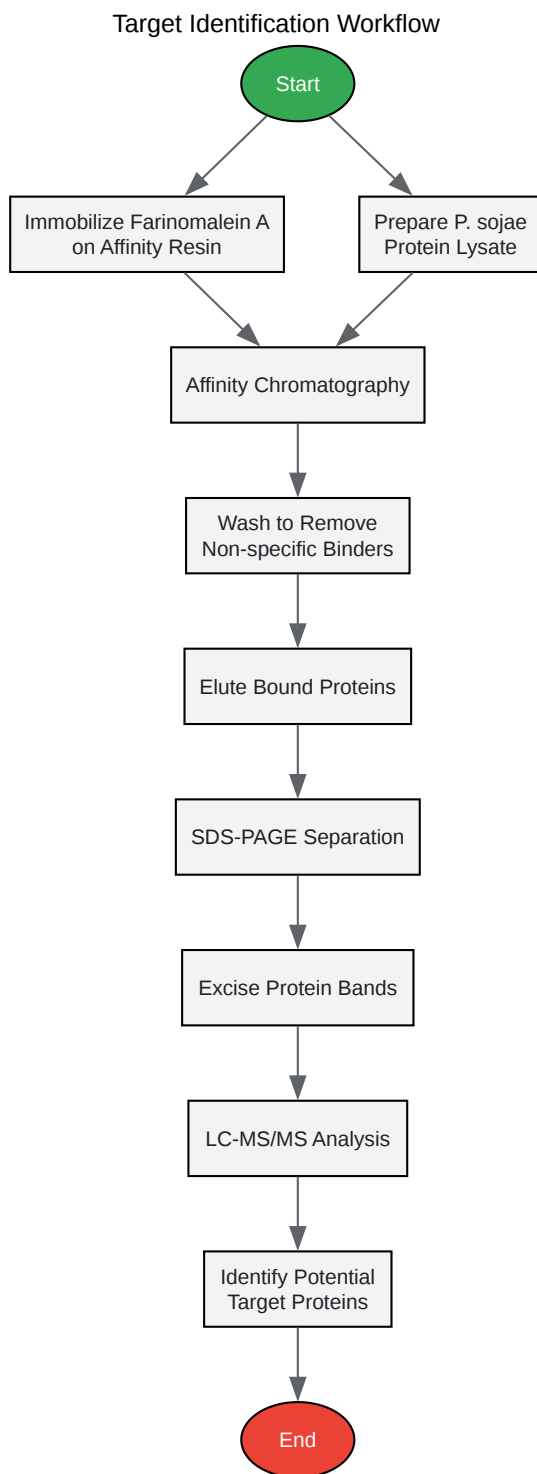 Target Identification Workflow
Start
Immobilize Farinomalein A
on Affinity Resin
Prepare P. sojae
Protein Lysate
Affinity Chromatography
Wash to Remove
Non-specific Binders
Elute Bound Proteins
SDS-PAGE Separation
Excise Protein Bands
LC-MS/MS Analysis
Identify Potential
Target Proteins
End